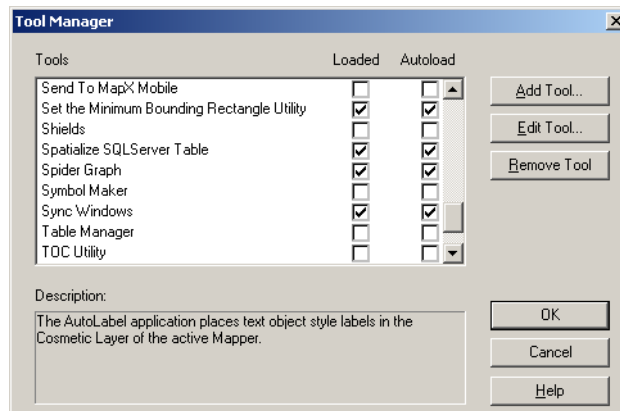 Tool Manager
Tools Loaded Autoload
Send To MapX Mobile
Set the Minimum Bounding Rectangle Utility
Shields
Spatialize SQLServer Table
Spider Graph
Symbol Maker
Sync Windows
Table Manager
TOC Utility
Add Tool...
Edit Tool...
Remove Tool
Description:
The AutoLabel application places text object style labels in the
Cosmetic Layer of the active Mapper.
OK
Cancel
Help